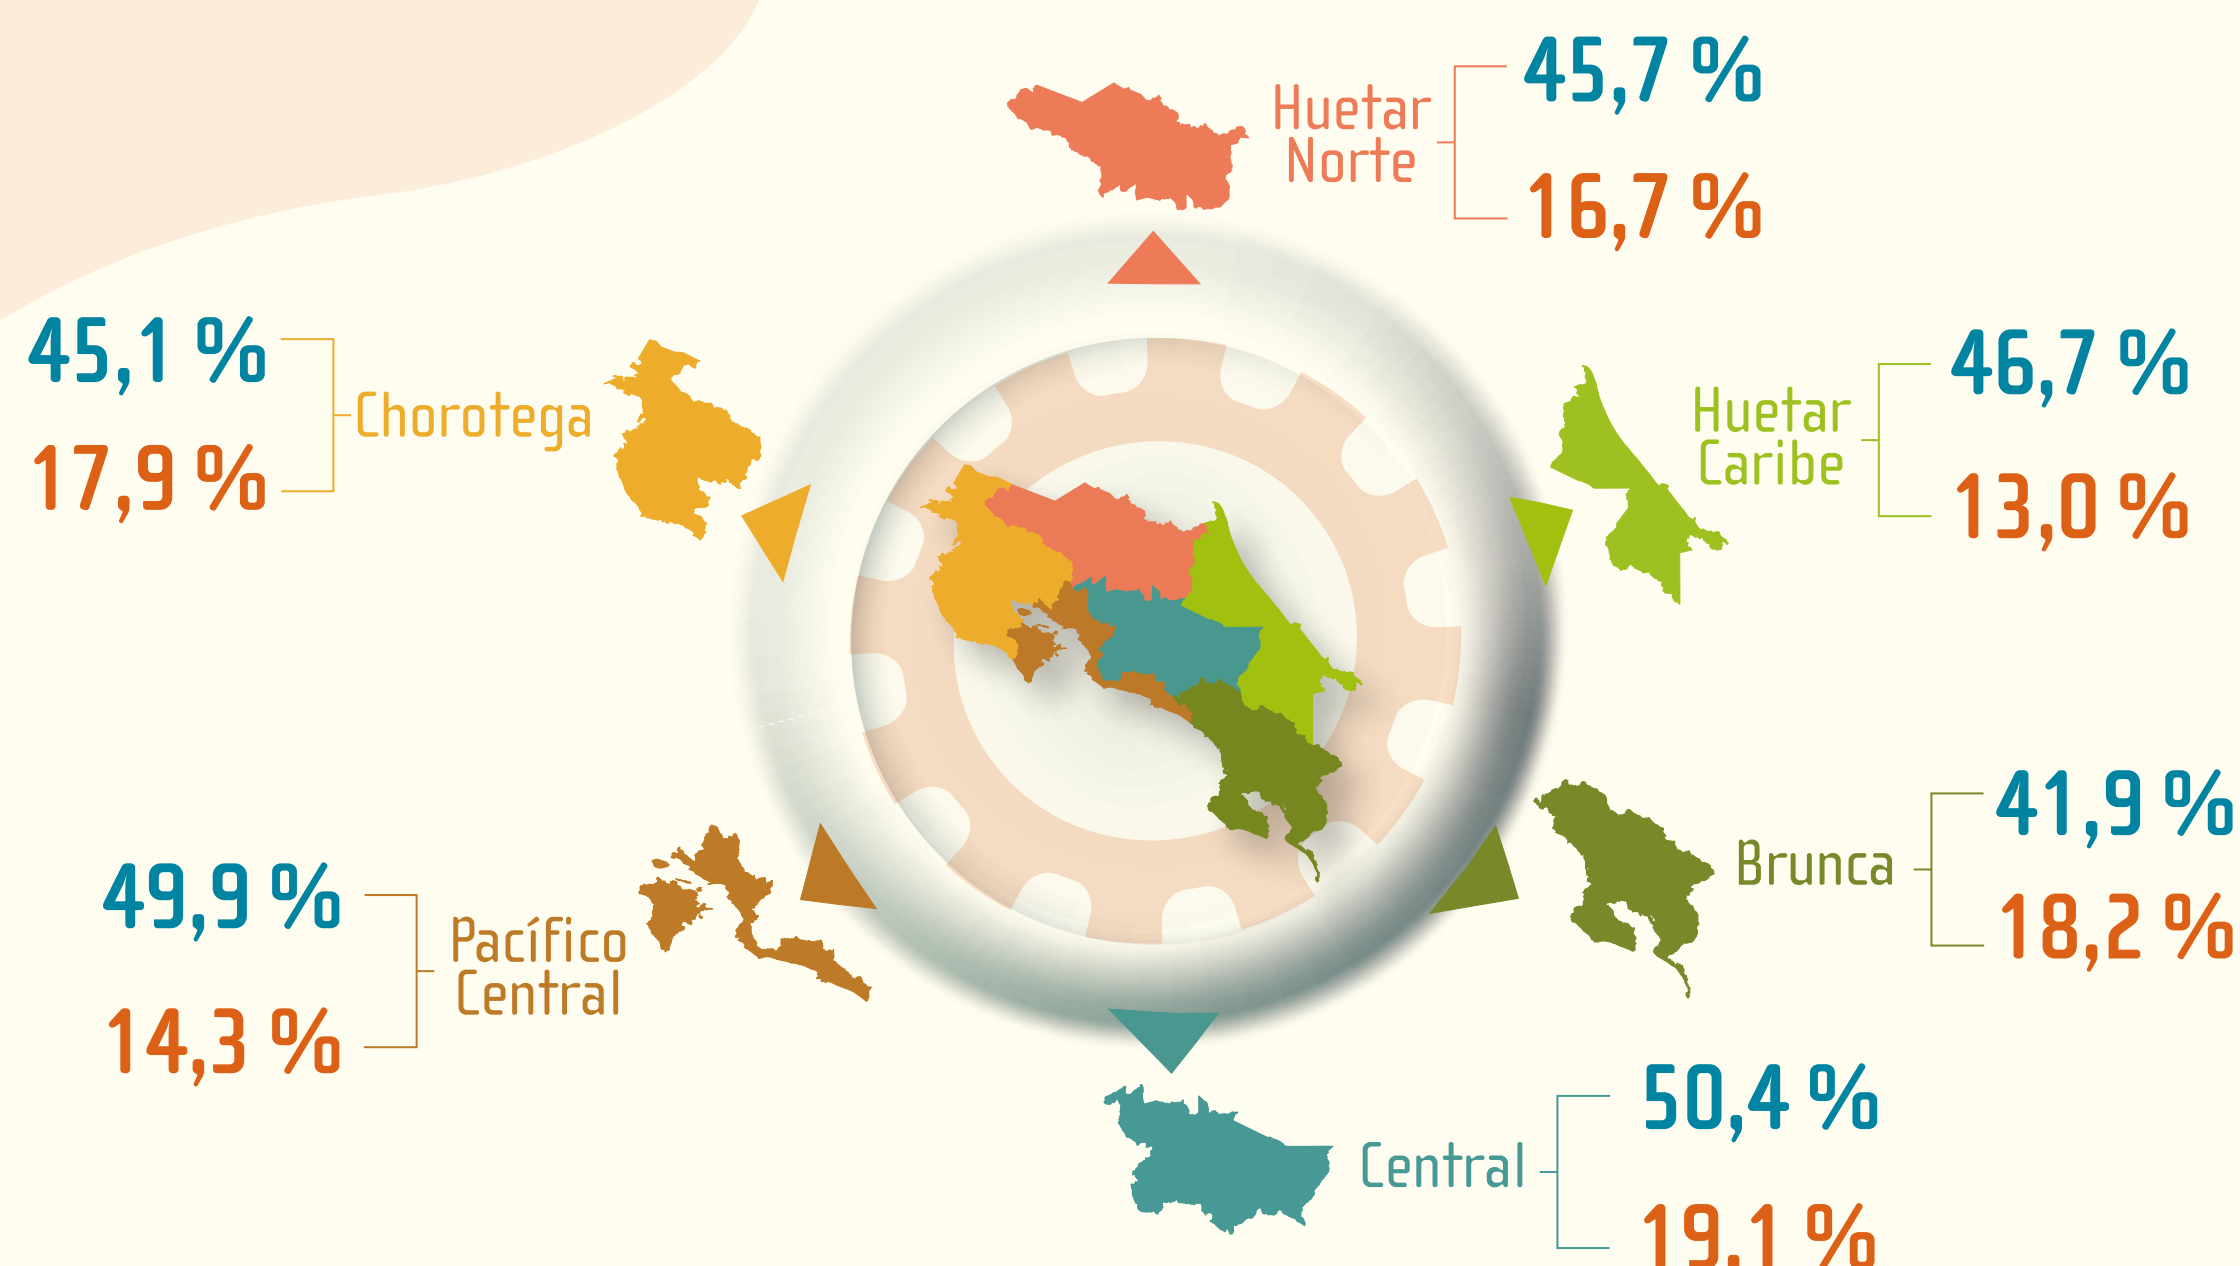 Huetar
Norte
45,7 %
16,7 %
45,1 %
17,9 %
Chorotega
Huetar
Caribe
46,7 %
13,0 %
49,9 %
14,3 %
Pacífico
Central
Brunca
41,9 %
18,2 %
Central
50,4 %
19,1 %